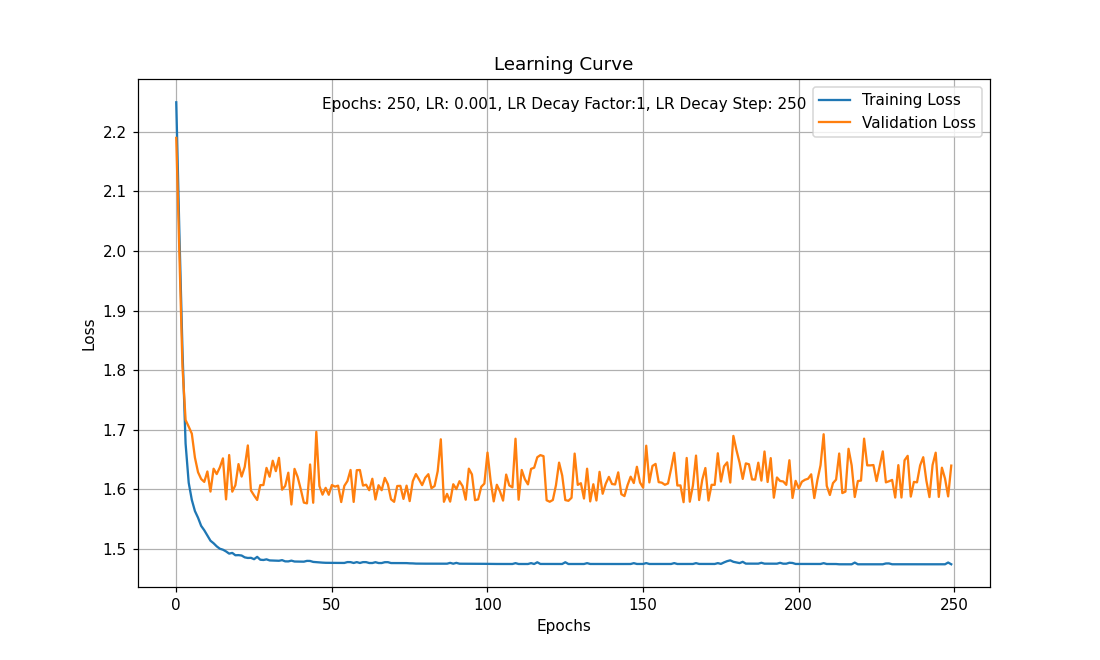 Learning Curve
Epochs: 250, LR: 0.001, LR Decay Factor:1, LR Decay Step: 250
Training Loss
Validation Loss
2.2
2.1
2.0
1.9
1.8
1.7
1.6
1.5
Loss
0 50 100 150 200 250
Epochs